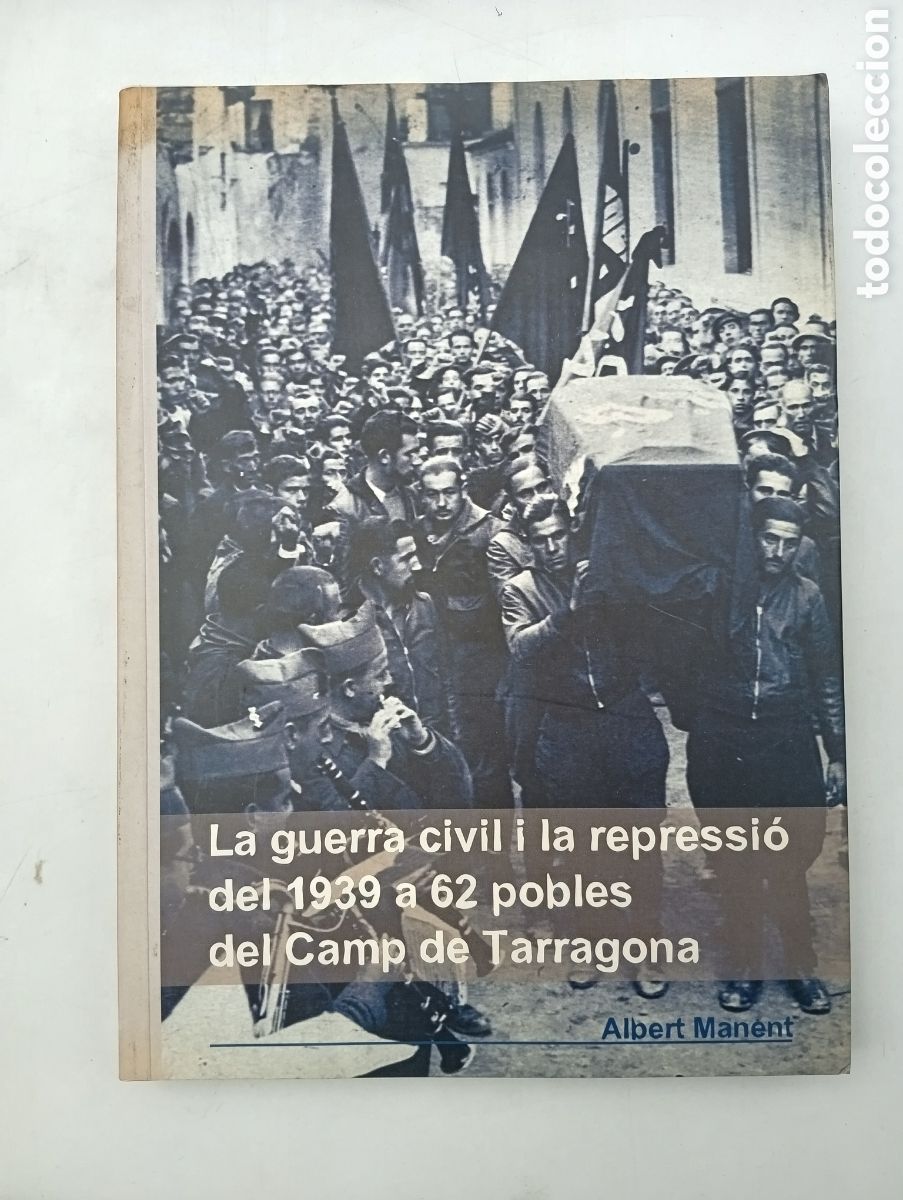 todocoleccion
La guerra civil i la repressió
del 1939 a 62 pobles
del Camp de Tarragona
Albert Manent